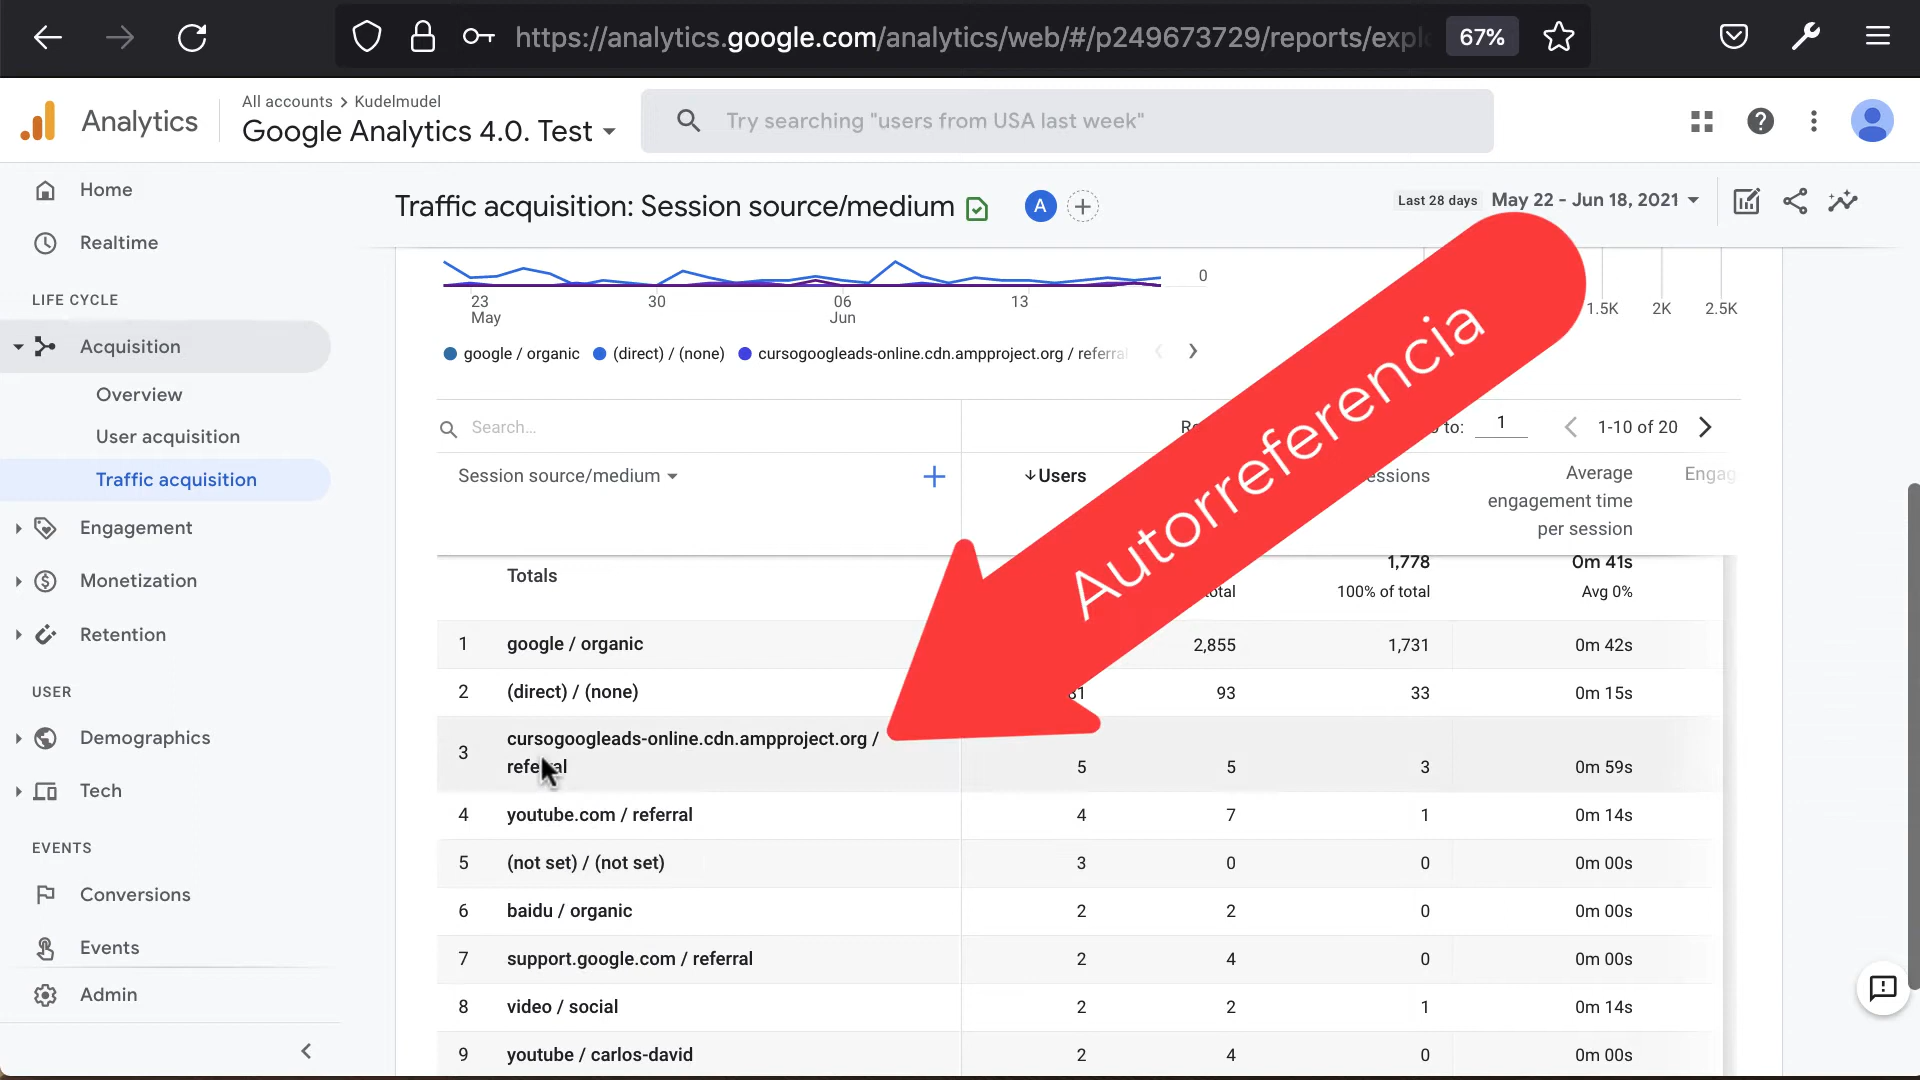 https://analytics.google.com/analytics/web/#/p249673729/reports/explo
67%
Analytics
All accounts > Kudelmudel
Google Analytics 4.0. Test
Try searching "users from USA last week"
Home
Realtime
LIFE CYCLE
Acquisition
Overview
User acquisition
Traffic acquisition
Engagement
Monetization
Retention
USER
Demographics
Tech
EVENTS
Conversions
Events
Admin
Traffic acquisition: Session source/medium
A
Last 28 days May 22 - Jun 18, 2021
0
23 30 06 13
May Jun
1.5K 2K 2.5K
google / organic (direct) / (none) cursogoogleads-online.cdn.ampproject.org / referral
Autorreferencia
Search...
to: 1 1-10 of 20
Session source/medium
Users
Average
engagement time
per session
Totals 1,778 0m 41s
100% of total Avg 0%
1 google / organic 2,855 1,731 0m 42s
2 (direct) / (none) 93 33 0m 15s
3 cursogoogleads-online.cdn.ampproject.org /
referral 5 5 3 0m 59s
4 youtube.com / referral 4 7 1 0m 14s
5 (not set) / (not set) 3 0 0 0m 00s
6 baidu / organic 2 2 0 0m 00s
7 support.google.com / referral 2 4 0 0m 00s
8 video / social 2 2 1 0m 14s
9 youtube / carlos-david 2 4 0 0m 00s